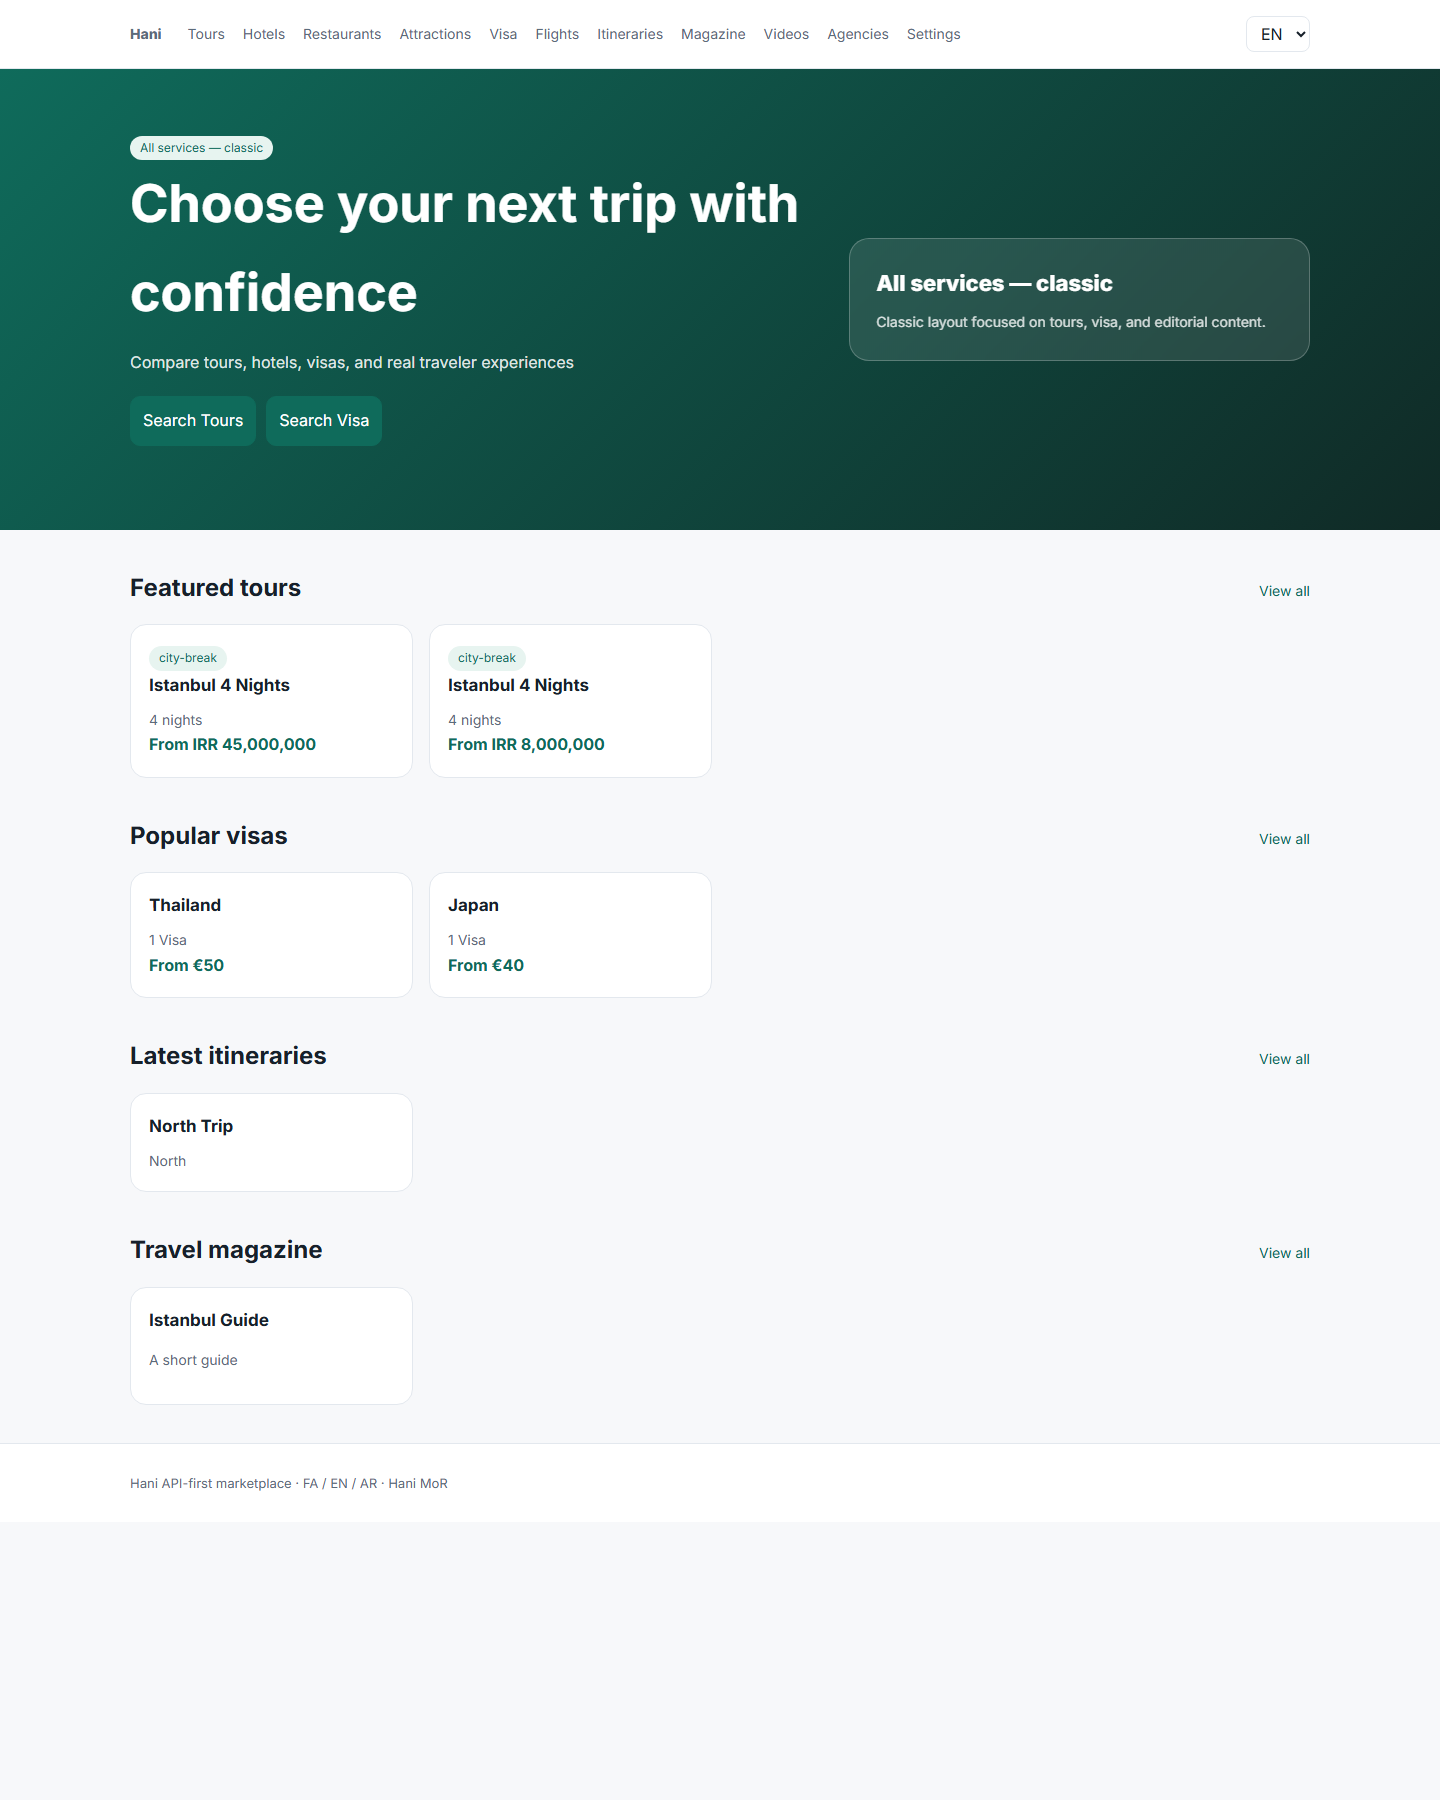 Hani Tours Hotels Restaurants Attractions Visa Flights Itineraries Magazine Videos Agencies Settings EN
All services — classic
Choose your next trip with
confidence
Compare tours, hotels, visas, and real traveler experiences
Search Tours Search Visa
All services — classic
Classic layout focused on tours, visa, and editorial content.
Featured tours View all
city-break
Istanbul 4 Nights
4 nights
From IRR 45,000,000
city-break
Istanbul 4 Nights
4 nights
From IRR 8,000,000
Popular visas View all
Thailand
1 Visa
From €50
Japan
1 Visa
From €40
Latest itineraries View all
North Trip
North
Travel magazine View all
Istanbul Guide
A short guide
Hani API-first marketplace · FA / EN / AR · Hani MoR